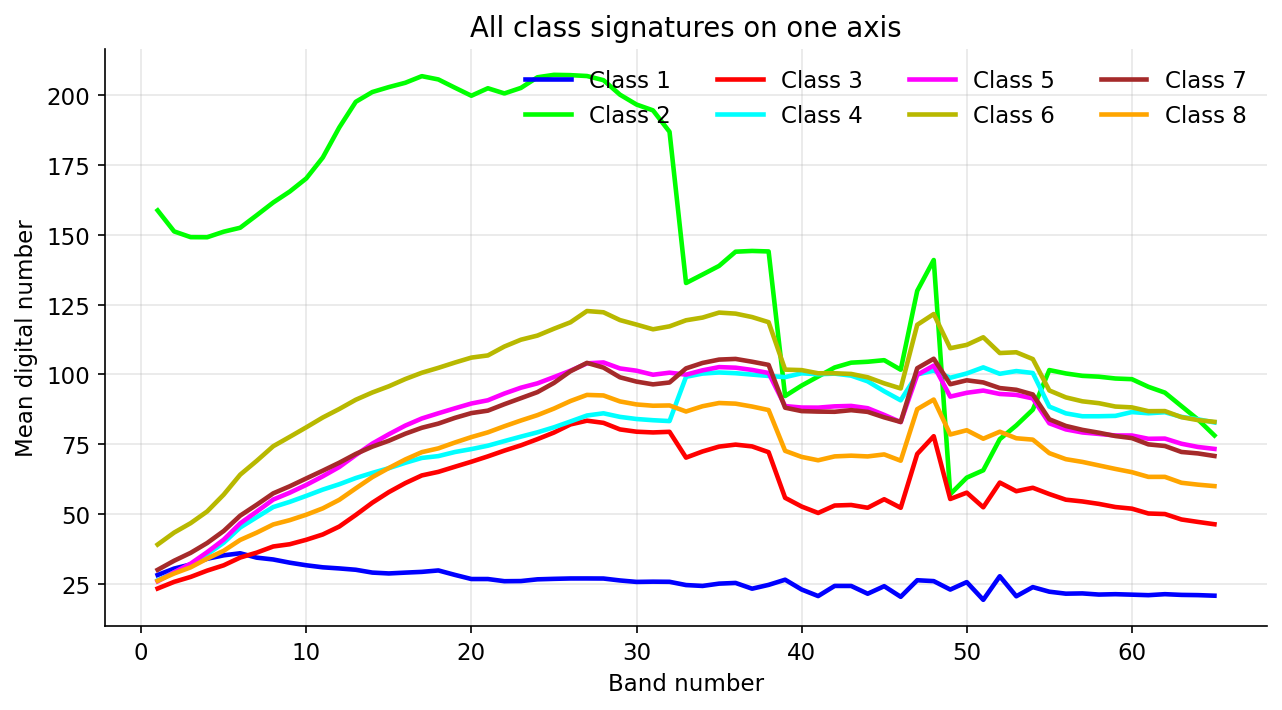 All class signatures on one axis
Class 1
Class 3
Class 5
Class 7
Class 2
Class 4
Class 6
Class 8
Mean digital number
200
175
150
125
100
75
50
25
0
10
20
30
40
50
60
Band number